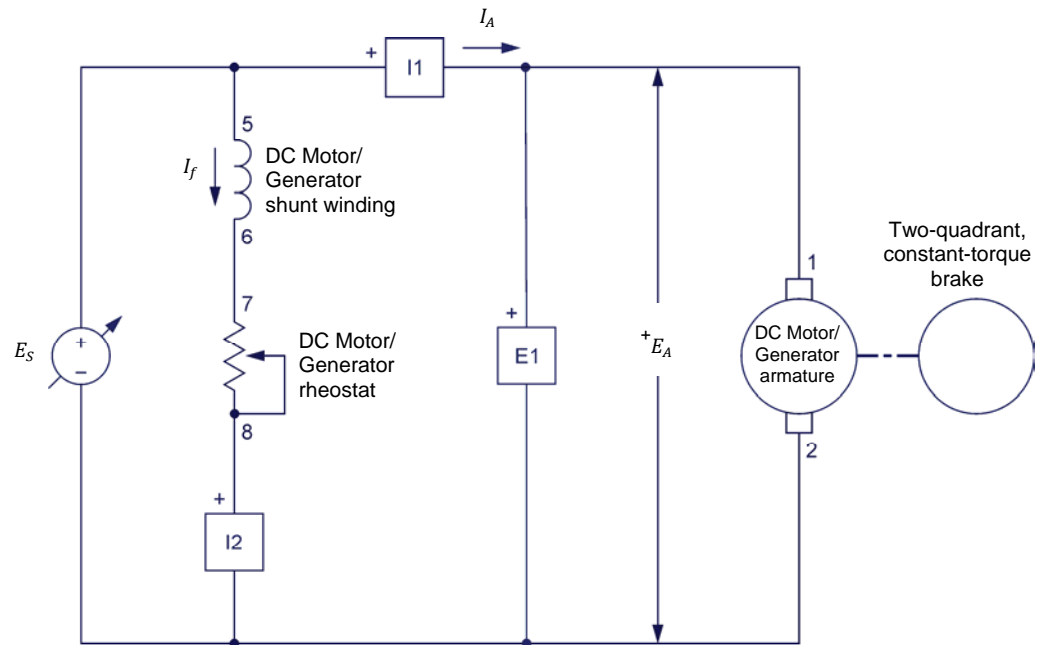 I_A
+
I1
5
I_f
DC Motor/
Generator
shunt winding
6
7
DC Motor/
Generator
rheostat
8
+
I2
E_S
+
−
+
E1
+
E_A
1
DC Motor/
Generator
armature
2
Two-quadrant,
constant-torque
brake